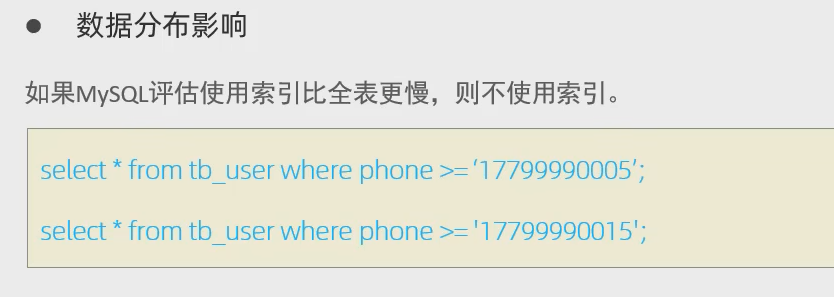 ● 数据分布影响
如果MySQL评估使用索引比全表更慢，则不使用索引。
select * from tb_user where phone >= ‘17799990005’;
select * from tb_user where phone >= '17799990015';